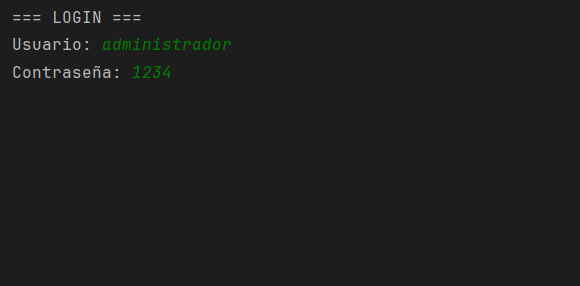 === LOGIN ===
Usuario: administrador
Contraseña: 1234